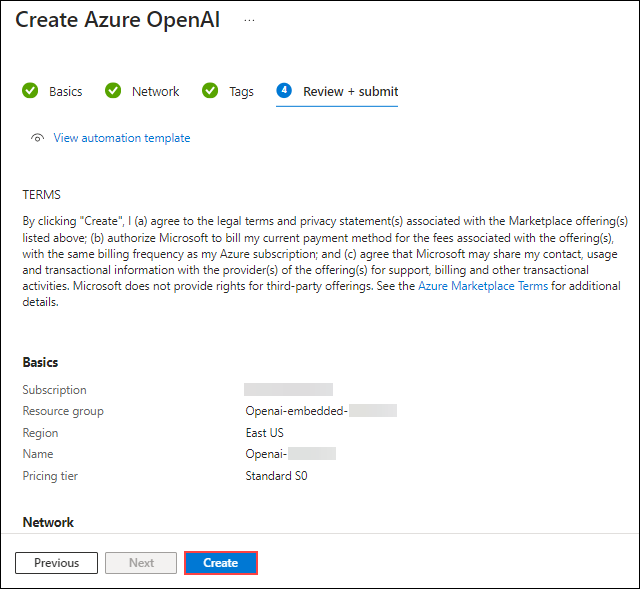 Create Azure OpenAI ...
Basics Network Tags 4 Review + submit
View automation template
TERMS
By clicking "Create", I (a) agree to the legal terms and privacy statement(s) associated with the Marketplace offering(s)
listed above; (b) authorize Microsoft to bill my current payment method for the fees associated with the offering(s),
with the same billing frequency as my Azure subscription; and (c) agree that Microsoft may share my contact, usage
and transactional information with the provider(s) of the offering(s) for support, billing and other transactional
activities. Microsoft does not provide rights for third-party offerings. See the Azure Marketplace Terms for additional
details.
Basics
Subscription
Resource group Openai-embedded-
Region East US
Name Openai-
Pricing tier Standard S0
Network
Previous Next Create